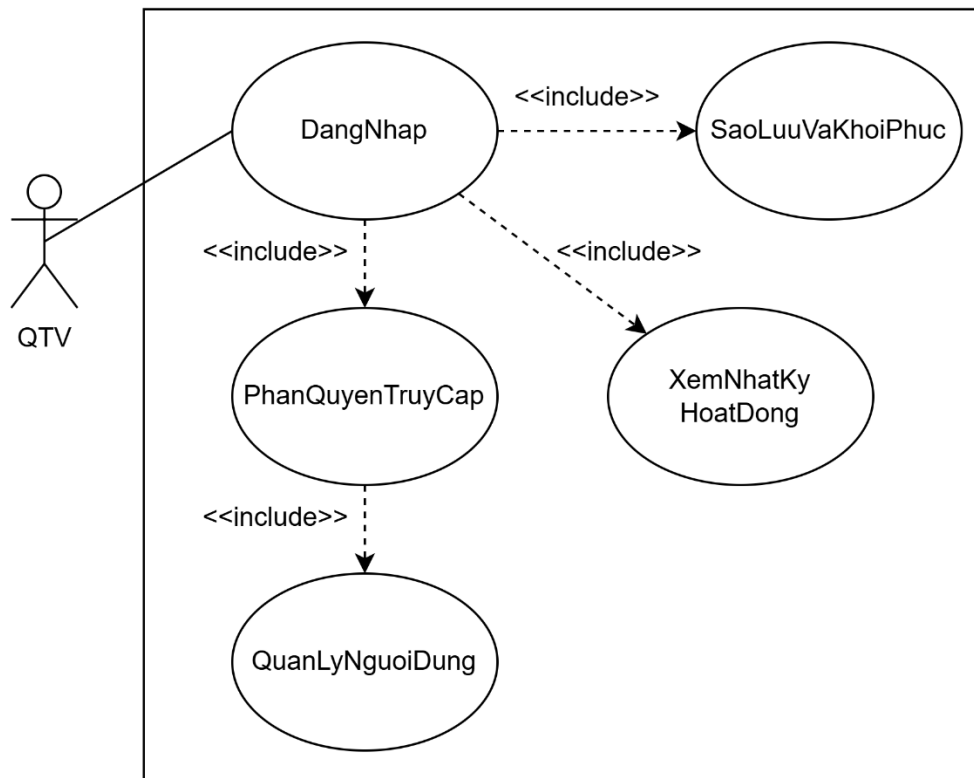 <<include>>
DangNhap
SaoLuuVaKhoiPhuc
<<include>>
<<include>>
QTV
PhanQuyenTruyCap
XemNhatKy
HoatDong
<<include>>
QuanLyNguoiDung